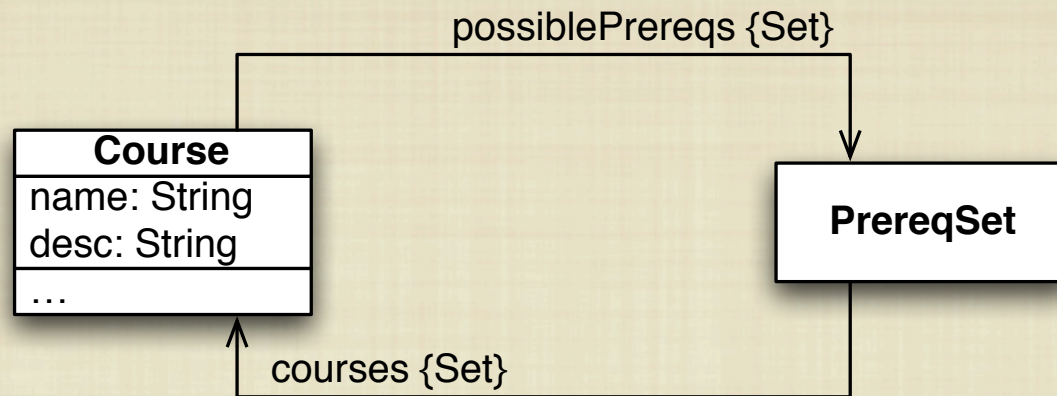 possiblePrereqs {Set}
Course
name: String
desc: String
…
PrereqSet
courses {Set}